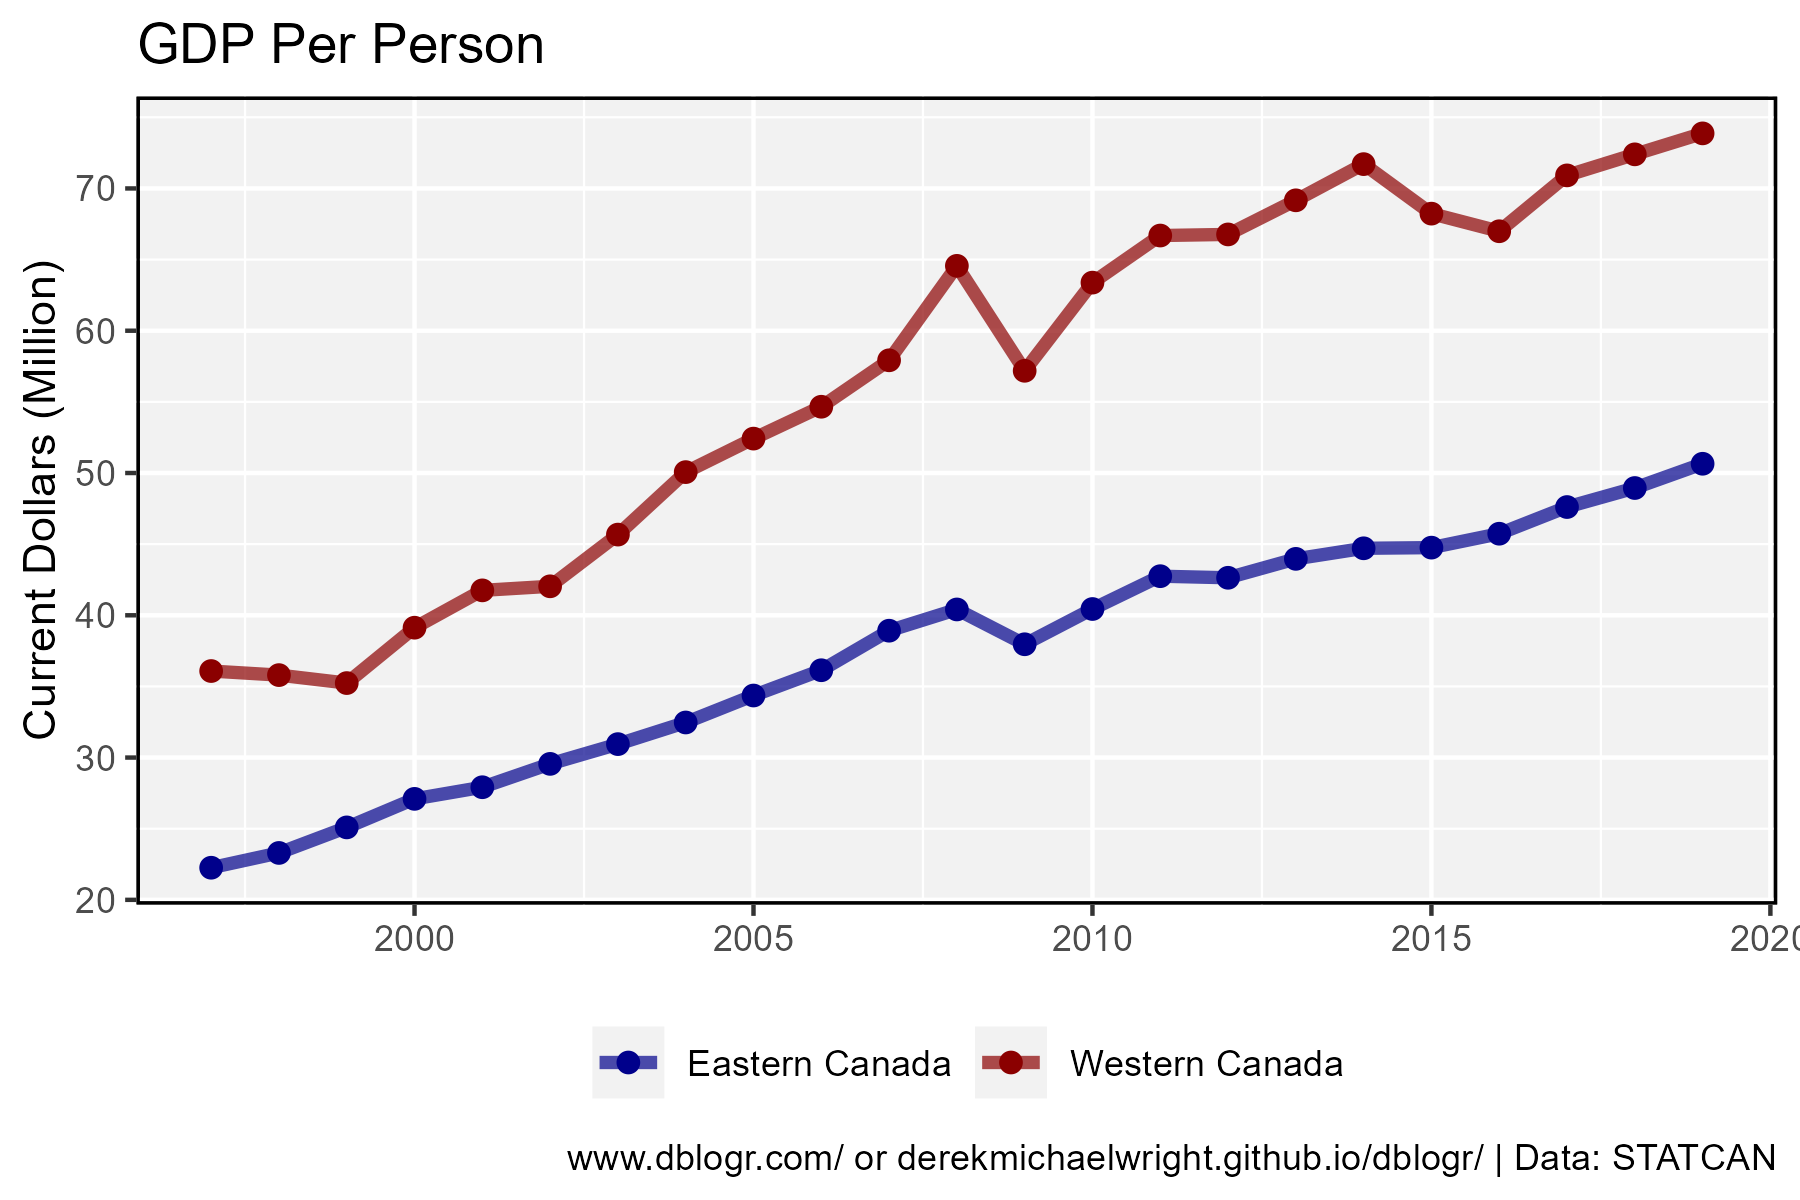 GDP Per Person
Current Dollars (Million)
70
60
50
40
30
20
2000 2005 2010 2015 2020
Eastern Canada Western Canada
www.dblogr.com/ or derekmichaelwright.github.io/dblogr/ | Data: STATCAN